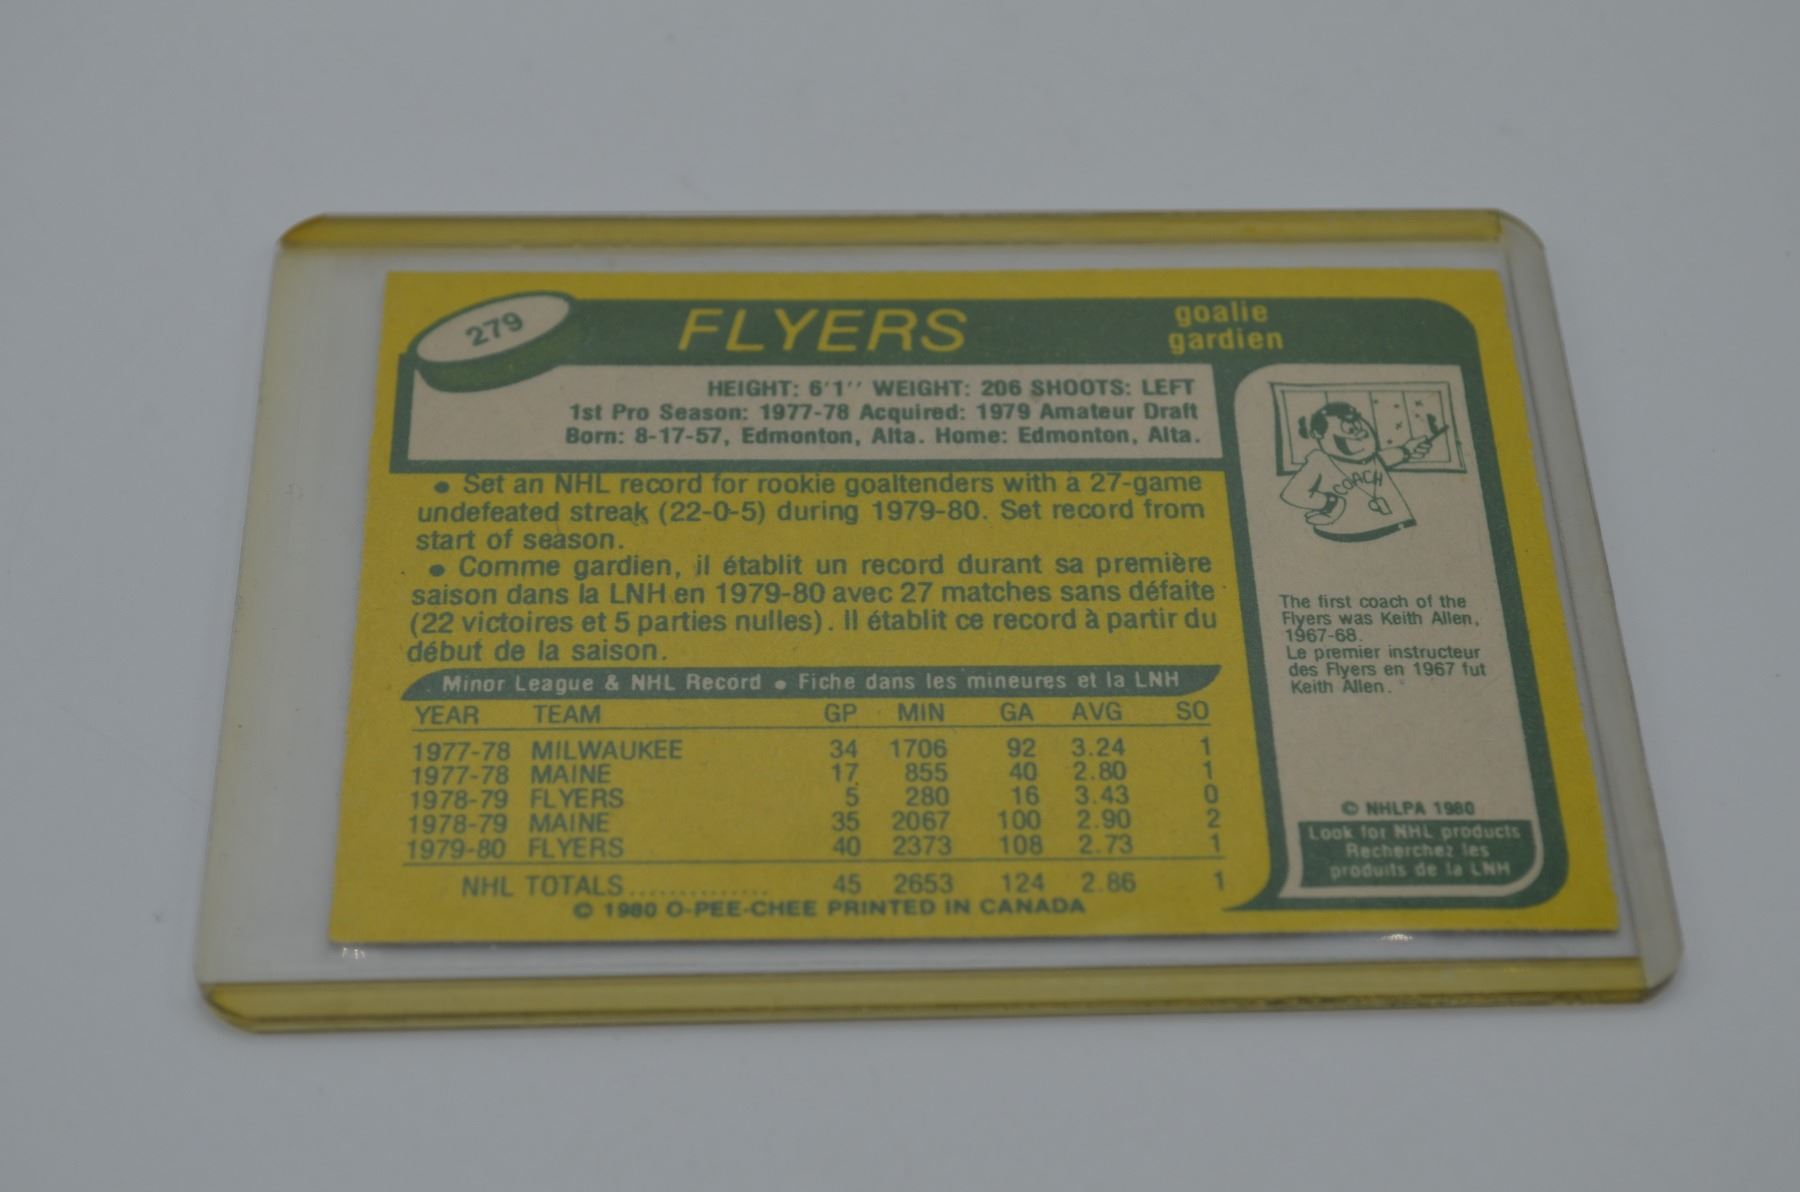 279
FLYERS
goalie
gardien
HEIGHT: 6'1'' WEIGHT: 206 SHOOTS: LEFT
1st Pro Season: 1977-78 Acquired: 1979 Amateur Draft
Born: 8-17-57, Edmonton, Alta. Home: Edmonton, Alta.
• Set an NHL record for rookie goaltenders with a 27-game
undefeated streak (22-0-5) during 1979-80. Set record from
start of season.
• Comme gardien, il établit un record durant sa première
saison dans la LNH en 1979-80 avec 27 matches sans défaite
(22 victoires et 5 parties nulles). Il établit ce record à partir du
début de la saison.
Minor League & NHL Record • Fiche dans les mineures et la LNH
YEAR TEAM GP MIN GA AVG SO
1977-78 MILWAUKEE 34 1706 92 3.24 1
1977-78 MAINE 17 855 40 2.80 1
1978-79 FLYERS 5 280 16 3.43 0
1978-79 MAINE 35 2067 100 2.90 2
1979-80 FLYERS 40 2373 108 2.73 1
NHL TOTALS.............. 45 2653 124 2.86 1
© 1980 O-PEE-CHEE PRINTED IN CANADA
COACH
The first coach of the
Flyers was Keith Allen,
1967-68.
Le premier instructeur
des Flyers en 1967 fut
Keith Allen.
© NHLPA 1980
Look for NHL products
Recherchez les
produits de la LNH